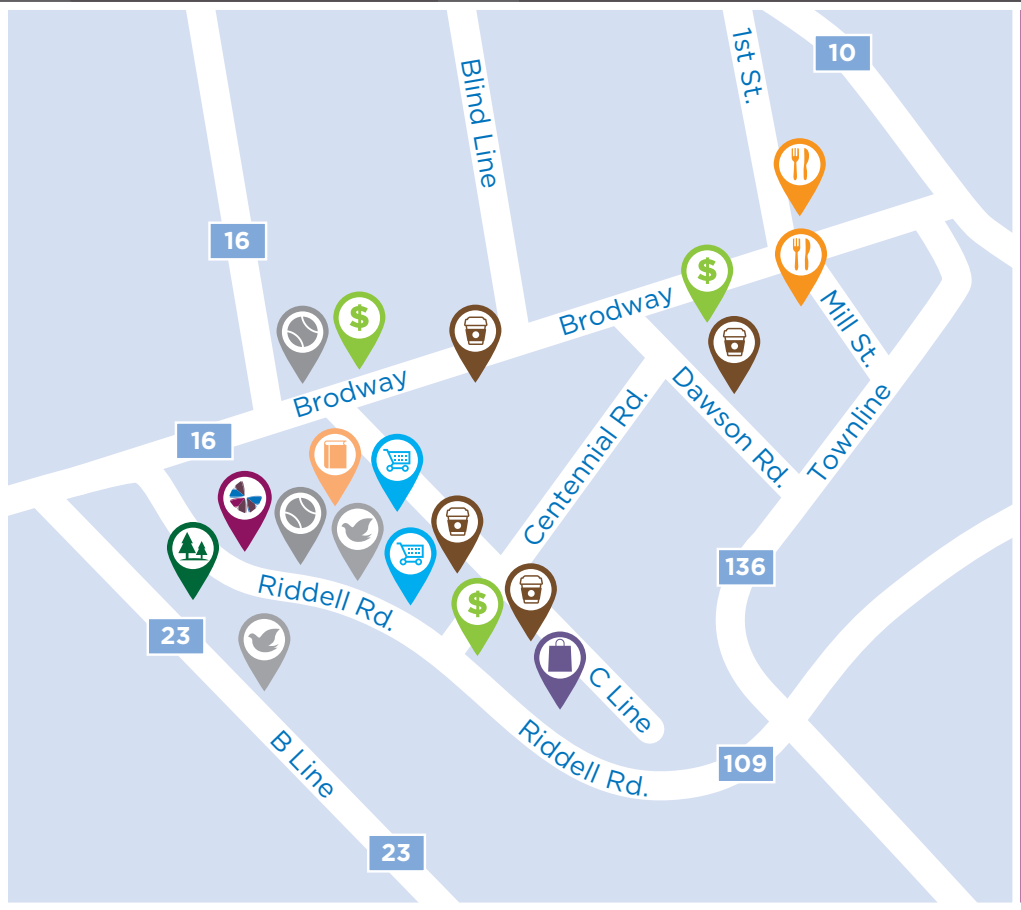 1st St.
10
Blind Line
16
$
Brodway
Mill St.
$
Brodway
Dawson Rd.
Townline
16
Centennial Rd.
136
Riddell Rd.
$
23
C Line
B Line
Riddell Rd.
109
23